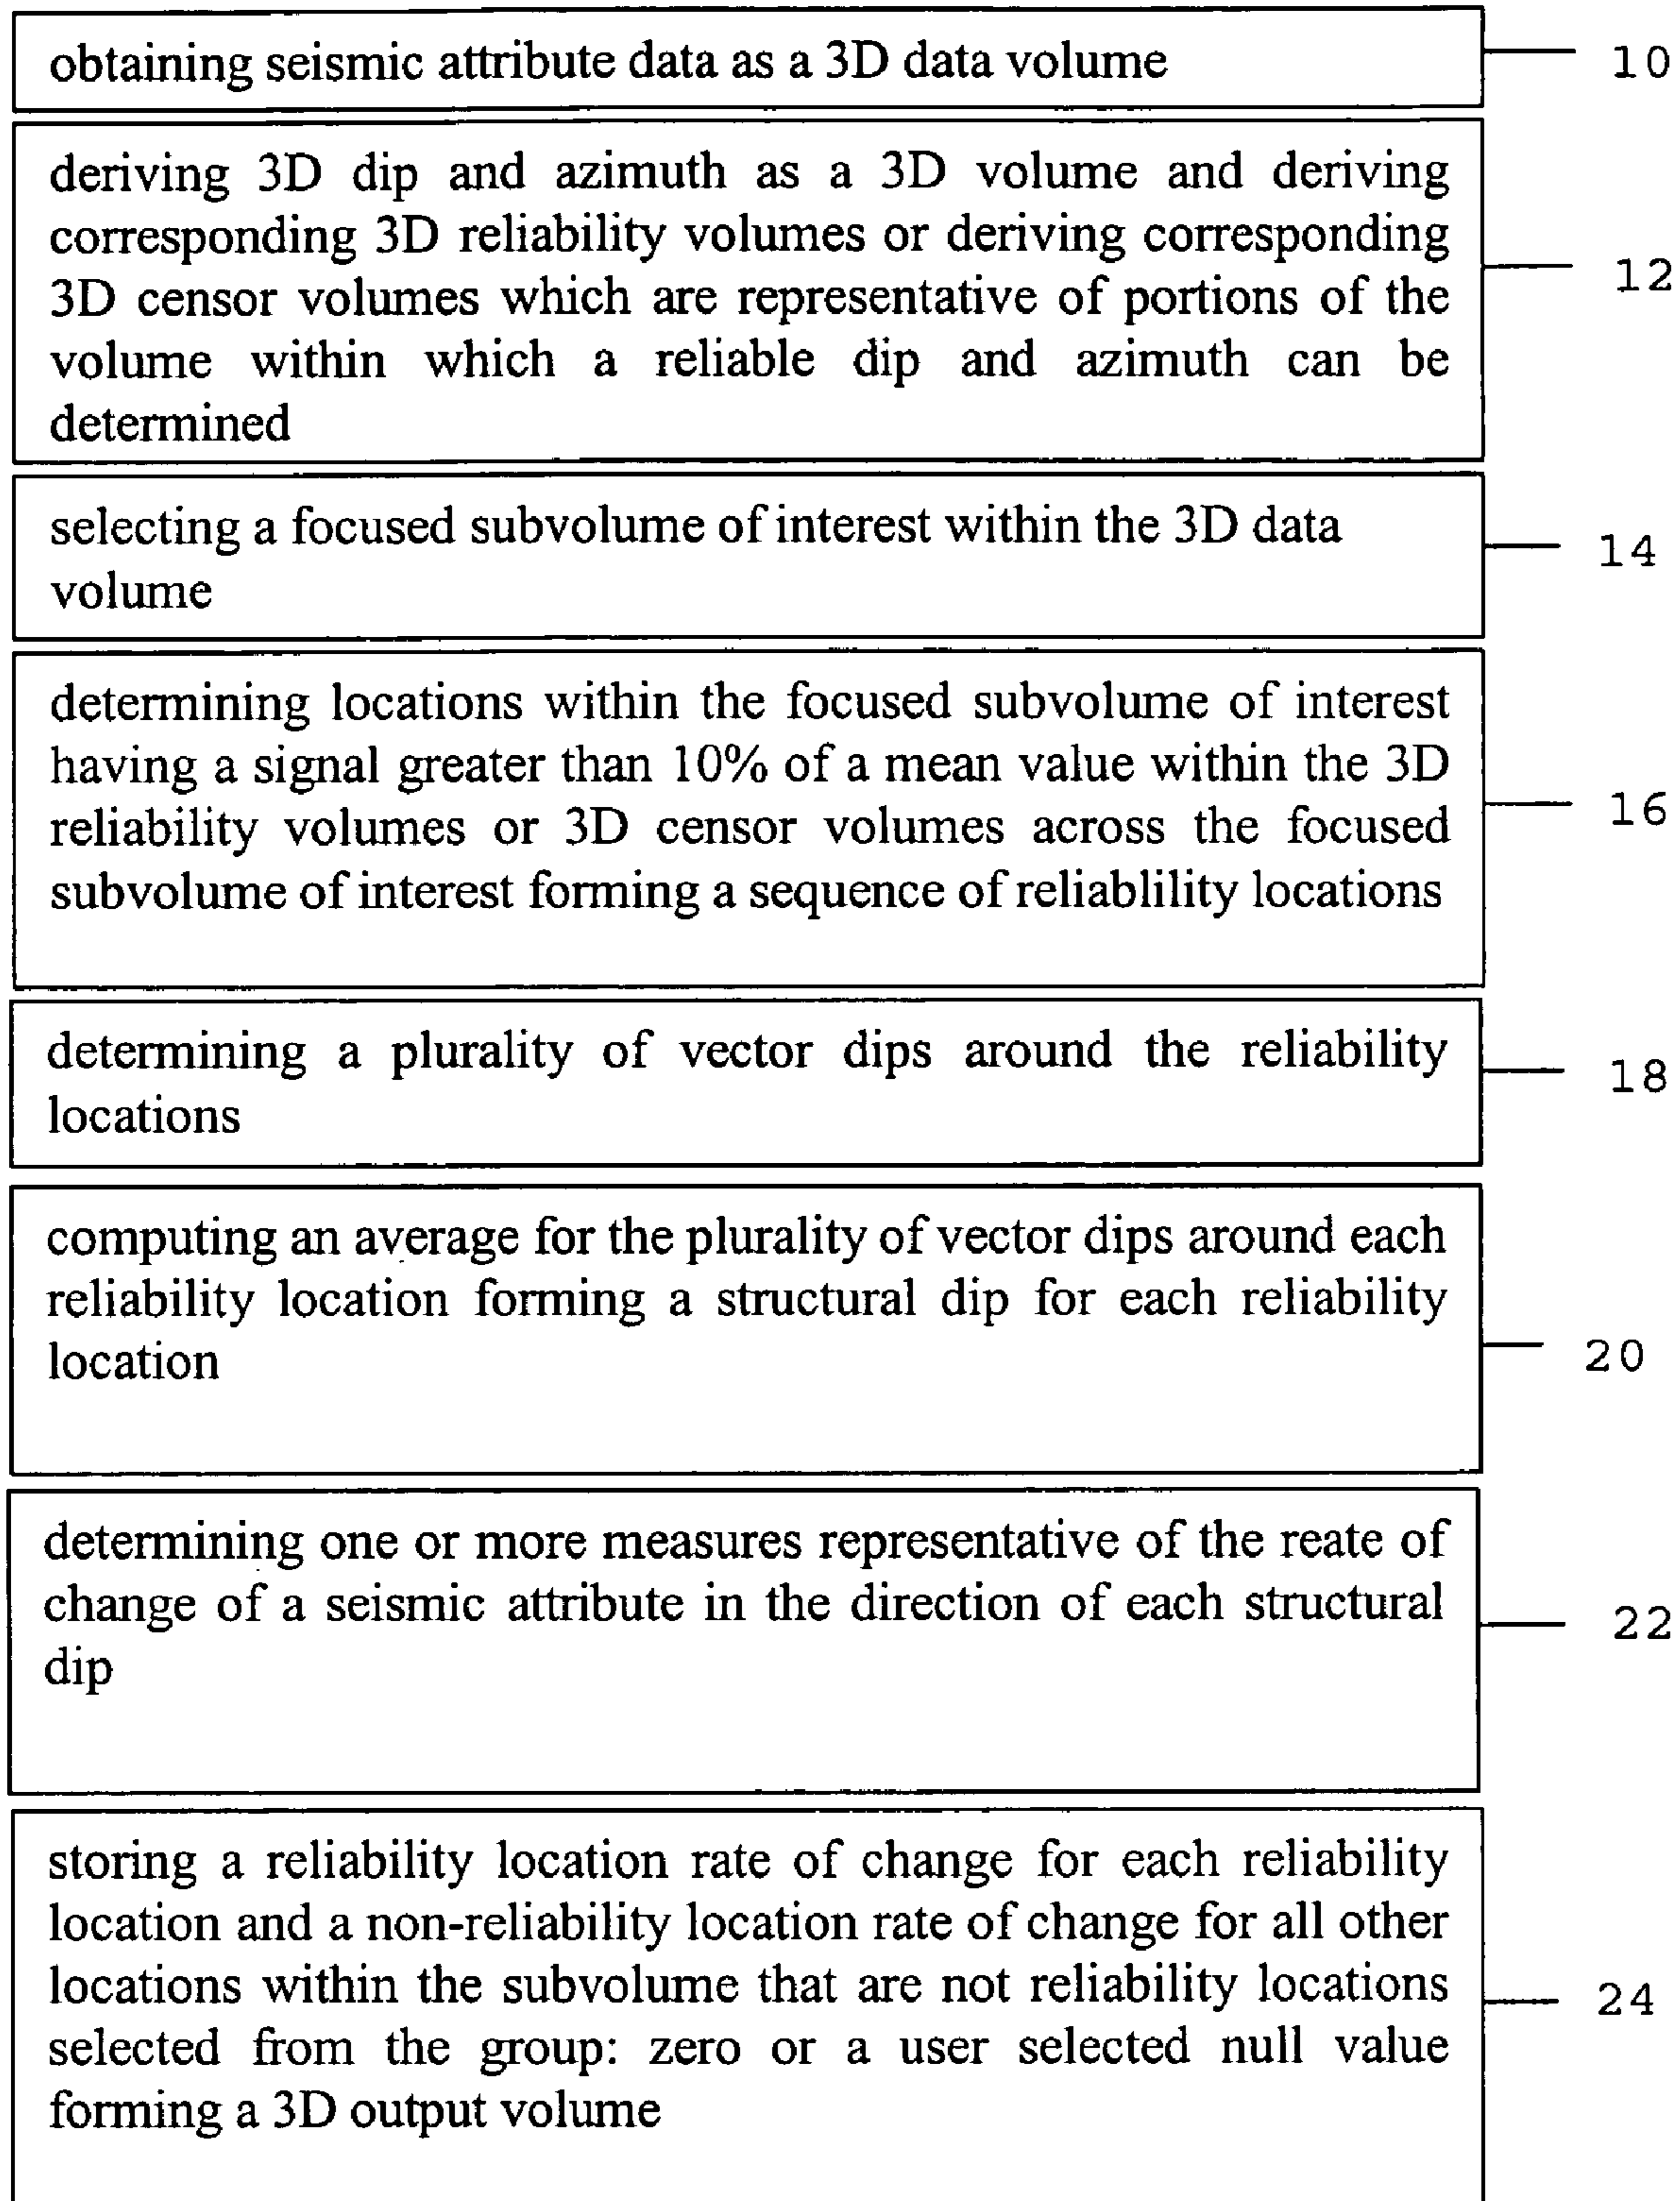 obtaining seismic attribute data as a 3D data volume
10
deriving 3D dip and azimuth as a 3D volume and deriving
corresponding 3D reliability volumes or deriving corresponding
3D censor volumes which are representative of portions of the
volume within which a reliable dip and azimuth can be
determined
12
selecting a focused subvolume of interest within the 3D data
volume
14
determining locations within the focused subvolume of interest
having a signal greater than 10% of a mean value within the 3D
reliability volumes or 3D censor volumes across the focused
subvolume of interest forming a sequence of reliablility locations
16
determining a plurality of vector dips around the reliability
locations
18
computing an average for the plurality of vector dips around each
reliability location forming a structural dip for each reliability
location
20
determining one or more measures representative of the reate of
change of a seismic attribute in the direction of each structural
dip
22
storing a reliability location rate of change for each reliability
location and a non-reliability location rate of change for all other
locations within the subvolume that are not reliability locations
selected from the group: zero or a user selected null value
forming a 3D output volume
24